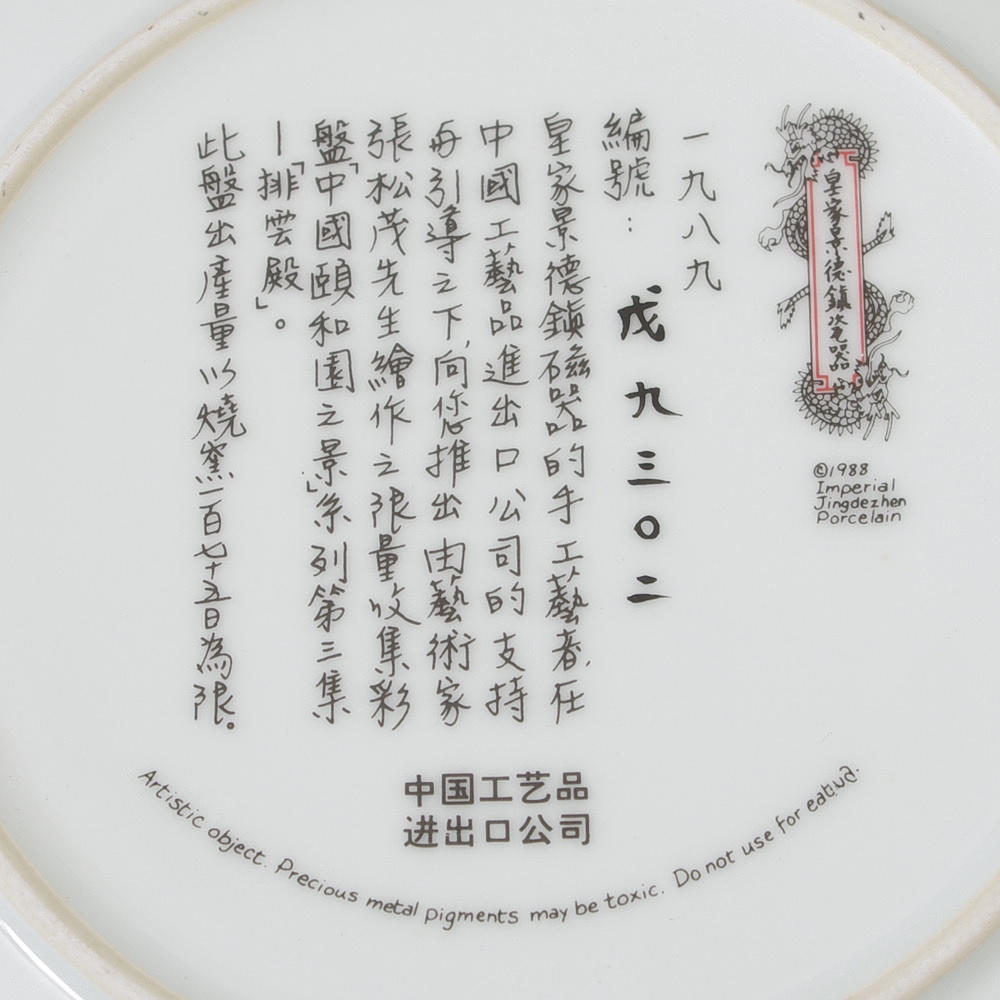 皇家景德鎮瓷器
©1988
Imperial
Jingdezhen
Porcelain
一九八九
編號：戊九三〇二
皇家景德鎮磁器的手工藝者,在
中國工藝品進出口公司的支持
引導之下,向您推出由藝術家
張松茂先生繪作之限量收集彩
盤「中國頤和園之景」系列第三集
—「排雲殿」。
此盤出產量以燒窯一百七十五日為限。
中国工艺品
进出口公司
Artistic object. Precious metal pigments may be toxic. Do not use for eating.